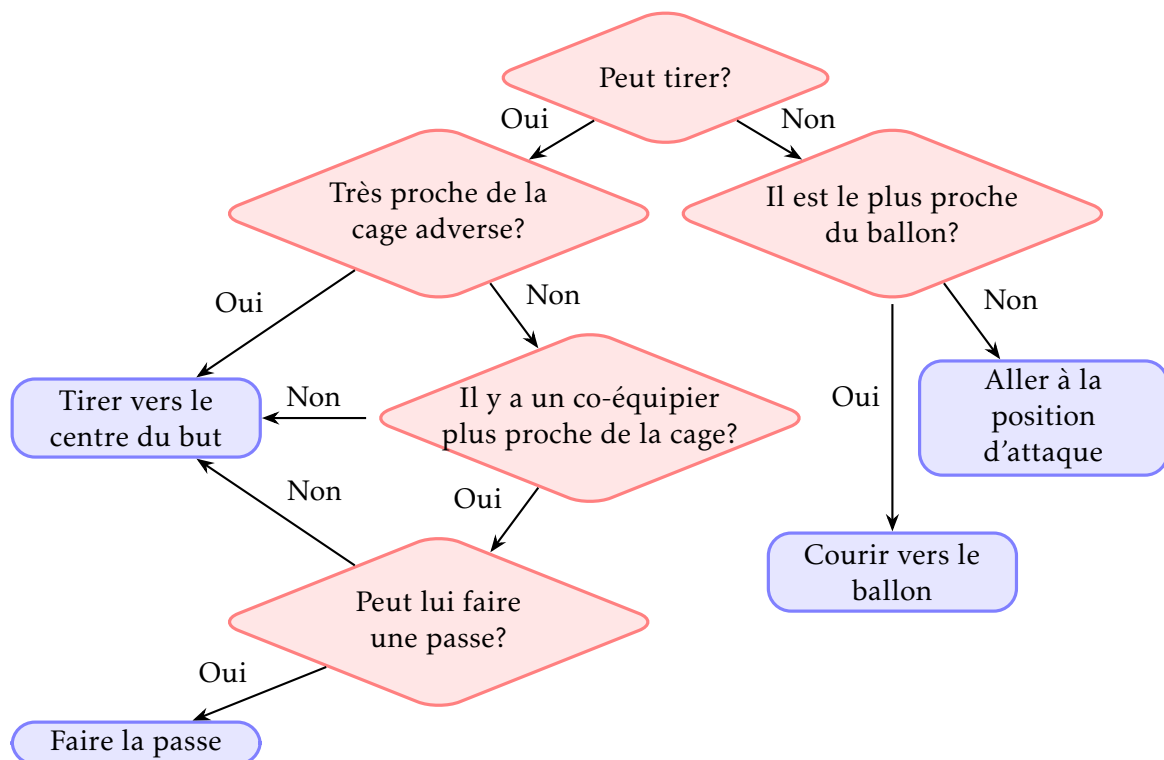 Peut tirer?
Oui
Non
Très proche de la
cage adverse?
Il est le plus proche
du ballon?
Oui
Non
Non
Tirer vers le
centre du but
Non
Il y a un co-équipier
plus proche de la cage?
Oui
Aller à la
position
d'attaque
Non
Oui
Courir vers le
ballon
Peut lui faire
une passe?
Oui
Faire la passe